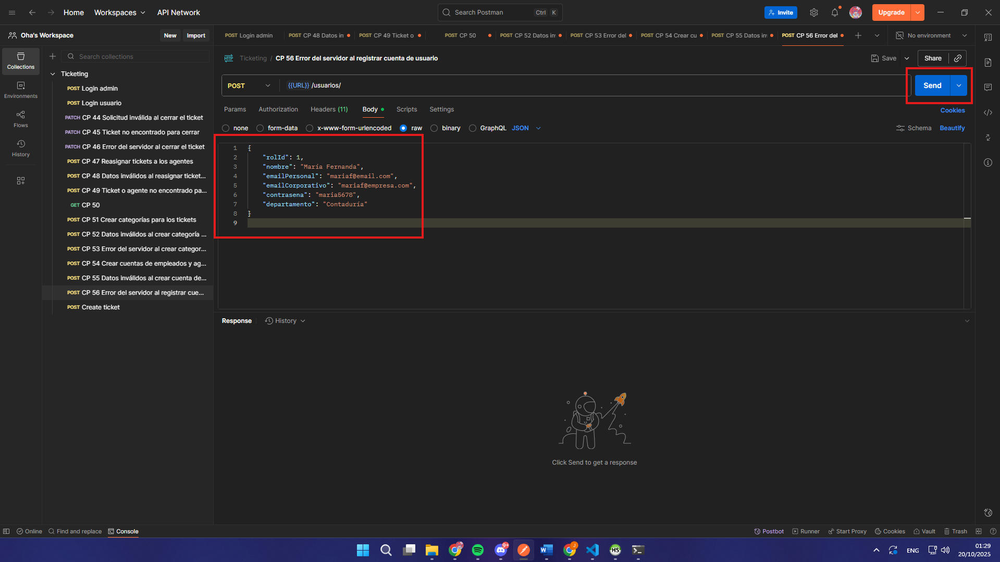 Home Workspaces API Network Search Postman Ctrl K Invite Upgrade
Oha's Workspace New Import
POST Login admin POST CP 48 Datos in POST CP 49 Ticket o POST CP 50 POST CP 52 Datos in POST CP 53 Error del POST CP 54 Crear cu POST CP 55 Datos in POST CP 56 Error del No environment
Collections
Environments
Flows
History
Search collections
Ticketing
POST Login admin
POST Login usuario
PATCH CP 44 Solicitud inválida al cerrar el ticket
PATCH CP 45 Ticket no encontrado para cerrar
PATCH CP 46 Error del servidor al cerrar el ticket
POST CP 47 Reasignar tickets a los agentes
POST CP 48 Datos inválidos al reasignar ticket...
POST CP 49 Ticket o agente no encontrado pa...
GET CP 50
POST CP 51 Crear categorías para los tickets
POST CP 52 Datos inválidos al crear categoría ...
POST CP 53 Error del servidor al crear categor...
POST CP 54 Crear cuentas de empleados y ag...
POST CP 55 Datos inválidos al crear cuenta de...
POST CP 56 Error del servidor al registrar cue...
POST Create ticket
HTTP Ticketing / CP 56 Error del servidor al registrar cuenta de usuario Save Share
POST {{URL}} /usuarios/ Send
Params Authorization Headers (11) Body Scripts Settings Cookies
none form-data x-www-form-urlencoded raw binary GraphQL JSON Schema Beautify
1 {
2 "rolId": 1,
3 "nombre": "María Fernanda",
4 "emailPersonal": "mariaf@email.com",
5 "emailCorporativo": "mariaf@empresa.com",
6 "contrasena": "maria5678",
7 "departamento": "Contaduría"
8 }
9
Response History
Click Send to get a response
Online Find and replace Console Postbot Runner Start Proxy Cookies Vault Trash
9+ J W HS ENG 01:29
20/10/2025